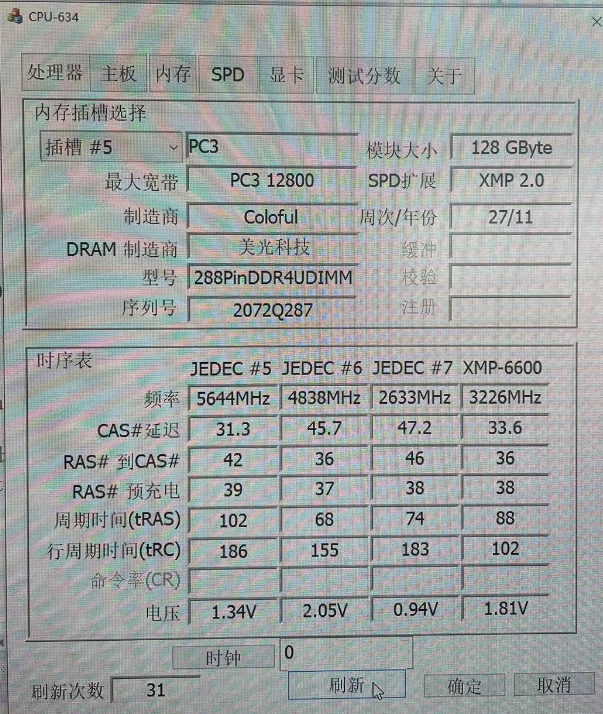 CPU-634
处理器 主板 内存 SPD 显卡 测试分数 关于
内存插槽选择
插槽 #5 PC3 模块大小 128 GByte
最大宽带 PC3 12800 SPD扩展 XMP 2.0
制造商 Coloful 周次/年份 27/11
DRAM 制造商 美光科技 缓冲
型号 288PinDDR4UDIMM 校验
序列号 2072Q287 注册
时序表
JEDEC #5 JEDEC #6 JEDEC #7 XMP-6600
频率 5644MHz 4838MHz 2633MHz 3226MHz
CAS#延迟 31.3 45.7 47.2 33.6
RAS# 到CAS# 42 36 46 36
RAS# 预充电 39 37 38 38
周期时间(tRAS) 102 68 74 88
行周期时间(tRC) 186 155 183 102
命令率(CR)
电压 1.34V 2.05V 0.94V 1.81V
时钟 0
刷新次数 31 刷新 确定 取消